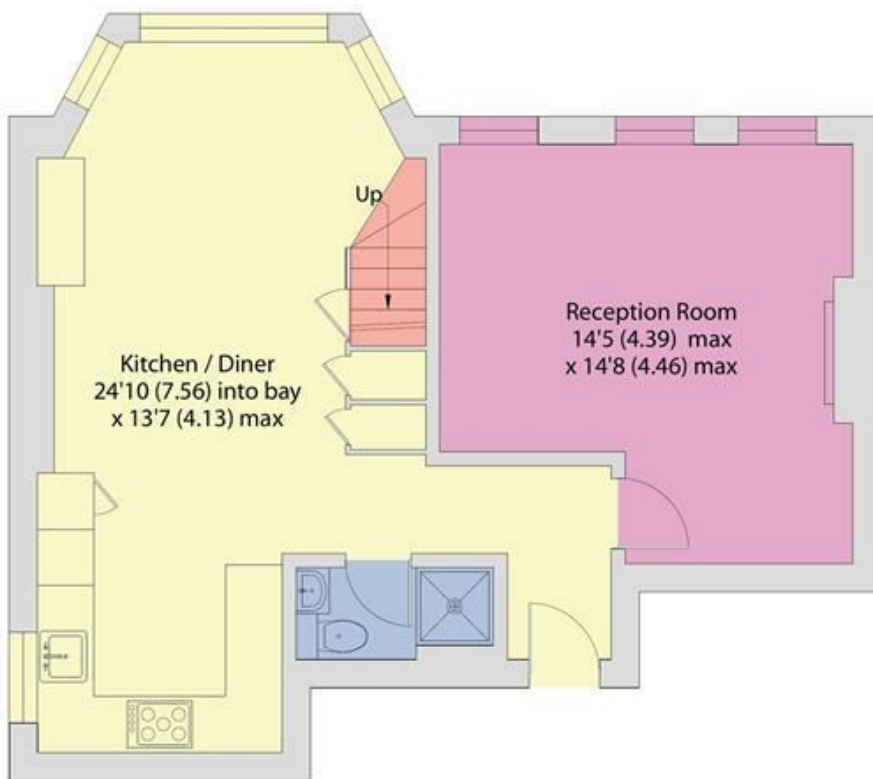 Up
Kitchen / Diner
24'10 (7.56) into bay
x 13'7 (4.13) max
Reception Room
14'5 (4.39) max
x 14'8 (4.46) max